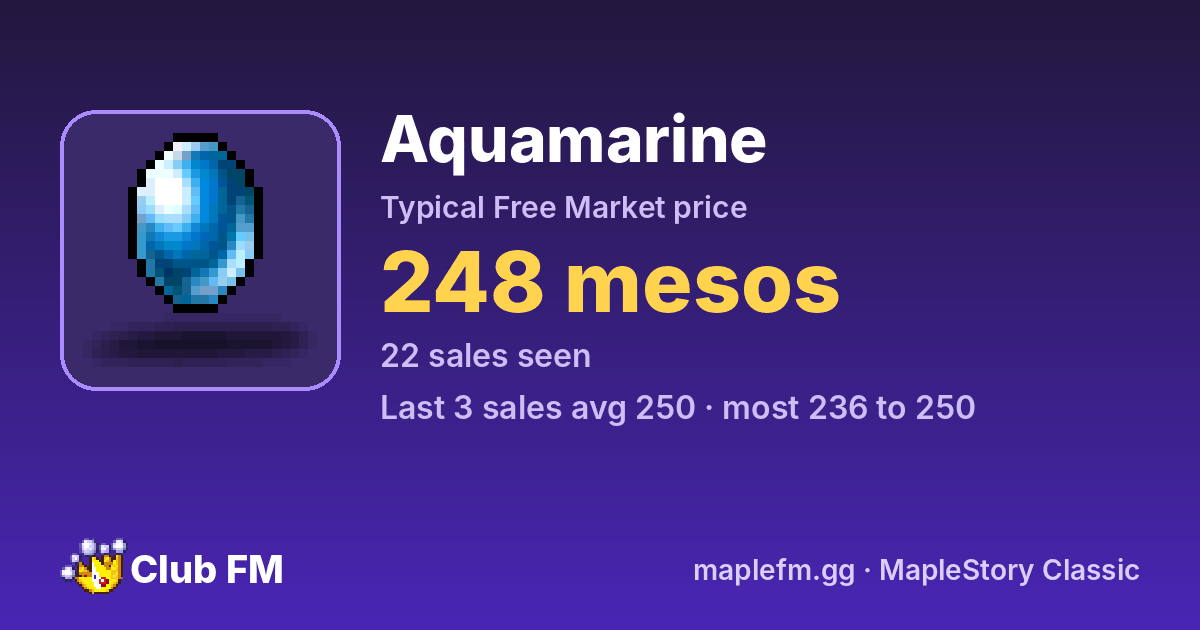 Aquamarine
Typical Free Market price
248 mesos
22 sales seen
Last 3 sales avg 250 · most 236 to 250
Club FM
maplefm.gg · MapleStory Classic